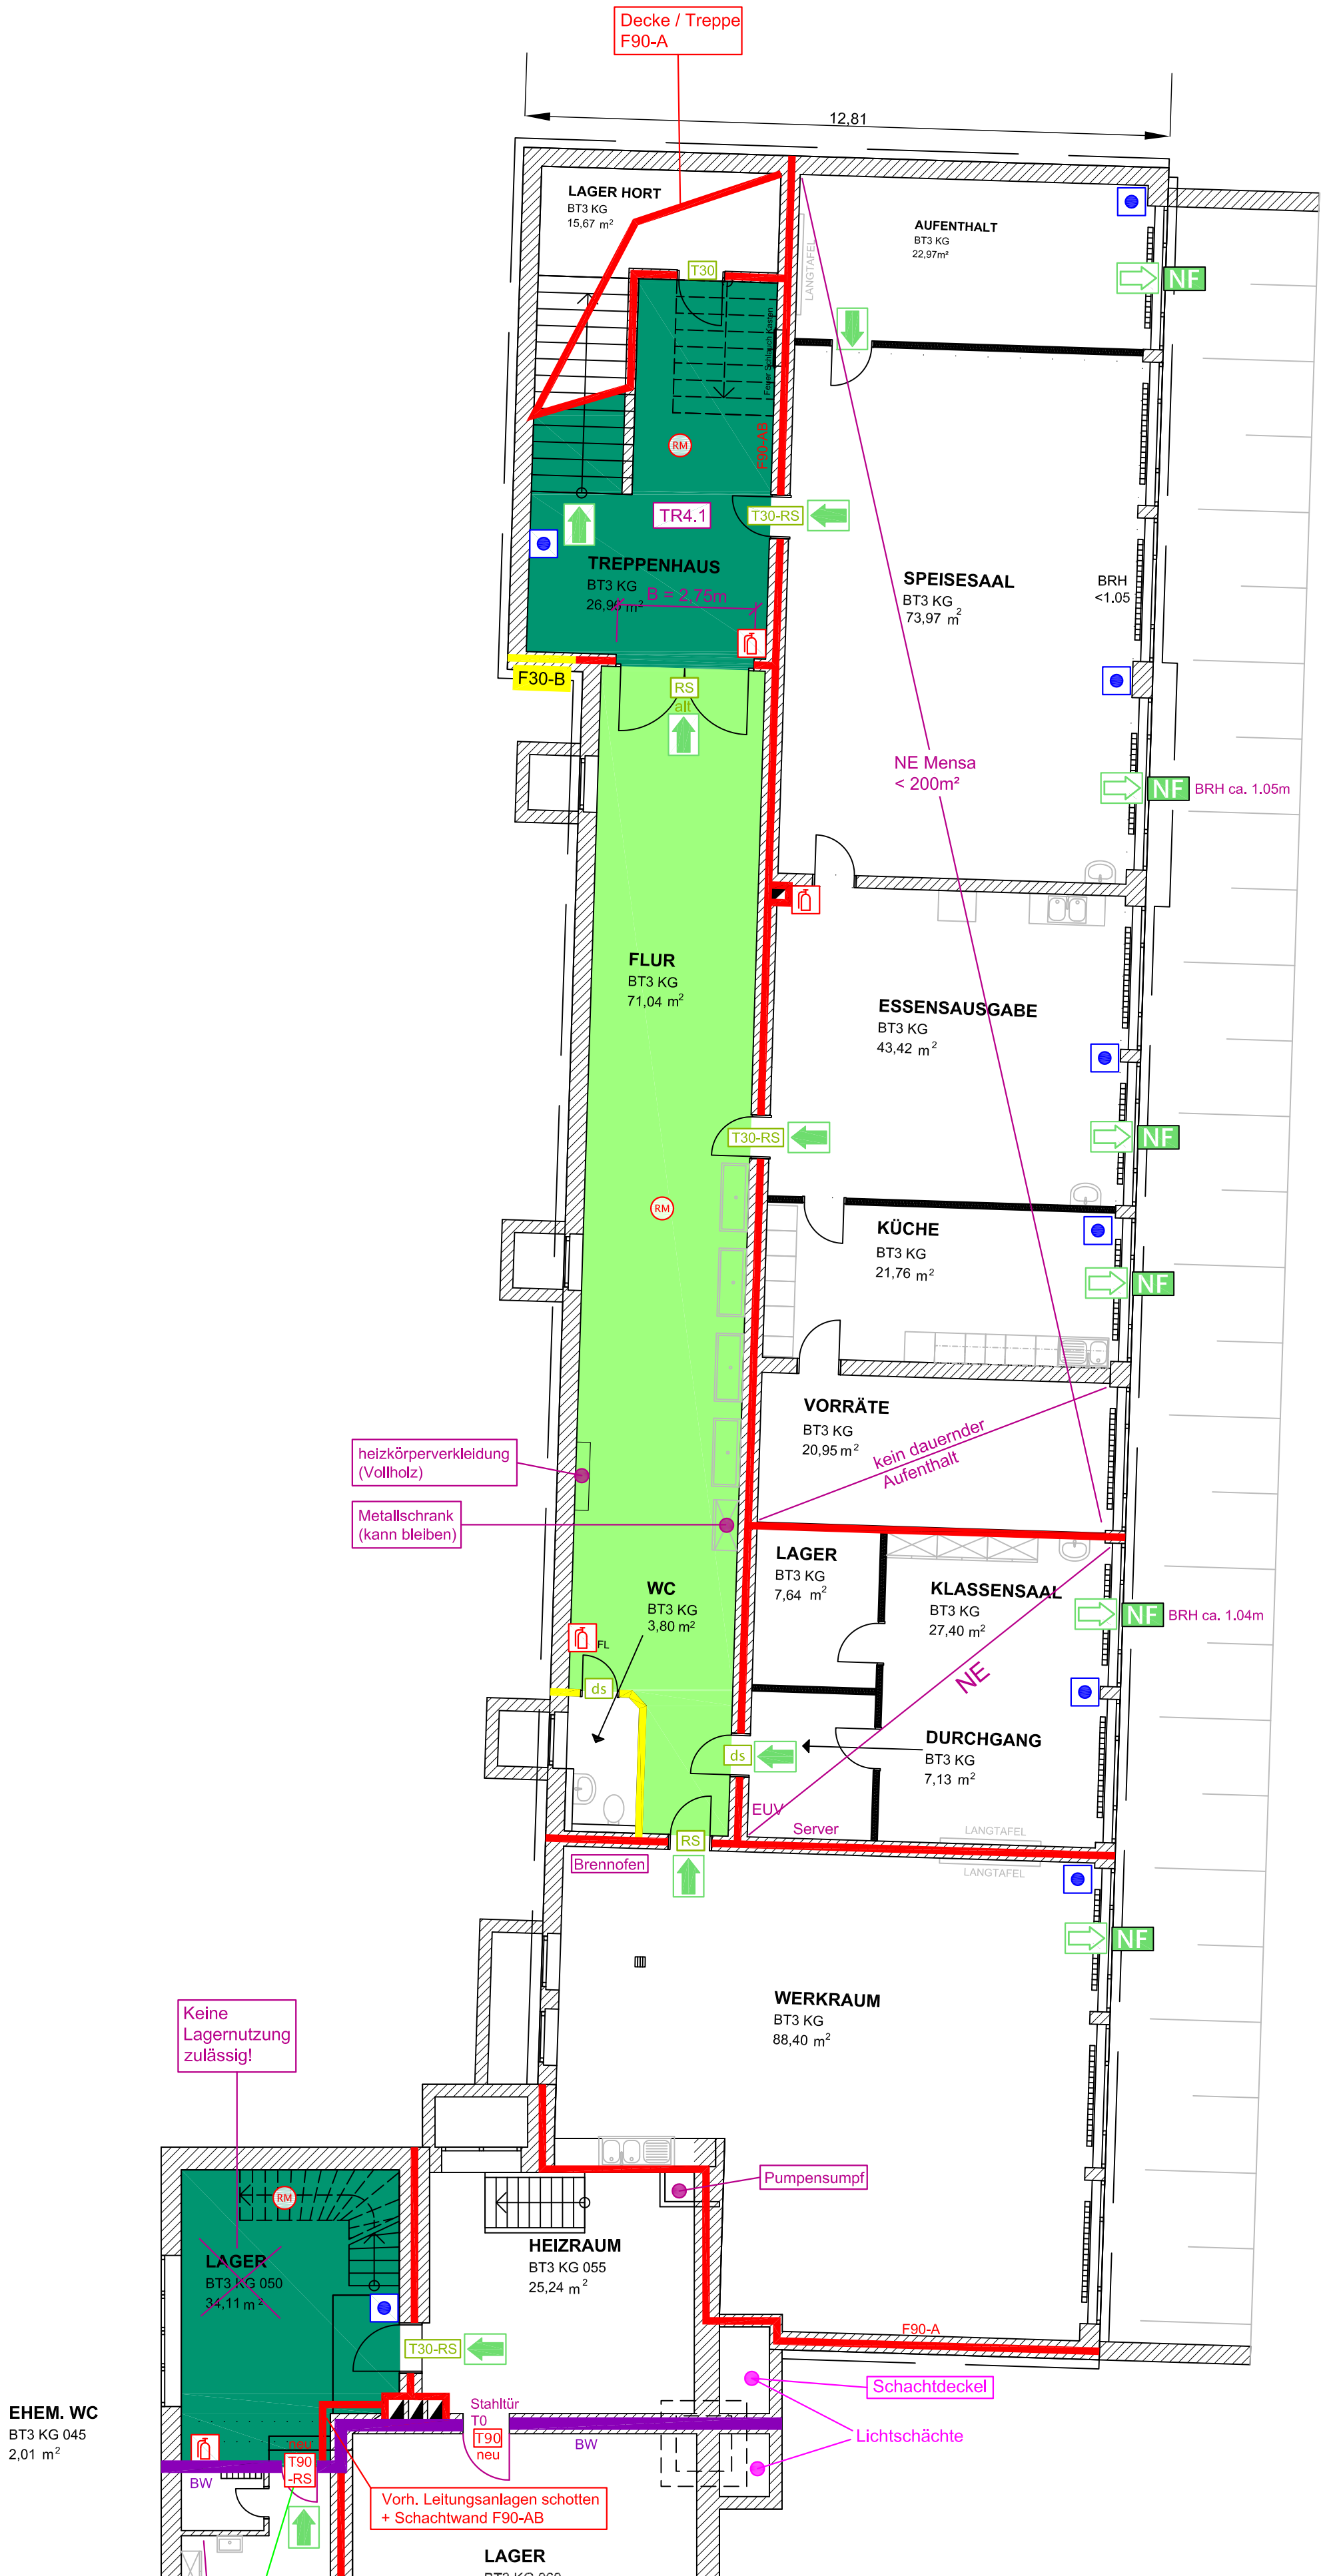 Decke / Treppe
F90-A
12,81
LAGER HORT
BT3 KG
15,67 m²
AUFENTHALT
BT3 KG
22,97m²
LANGTAFEL
NF
T30
Feuer Schlauch Kasten
F90-AB
RM
TR4.1
T30-RS
TREPPENHAUS
BT3 KG
26,95 m²
B = 2,75m
SPEISESAAL
BT3 KG
73,97 m²
BRH
<1.05
F30-B
RS
alt
NE Mensa
< 200m²
NF
BRH ca. 1.05m
FLUR
BT3 KG
71,04 m²
ESSENSAUSGABE
BT3 KG
43,42 m²
T30-RS
NF
RM
KÜCHE
BT3 KG
21,76 m²
NF
VORRÄTE
BT3 KG
20,95 m²
kein dauernder
Aufenthalt
heizkörperverkleidung
(Vollholz)
Metallschrank
(kann bleiben)
LAGER
BT3 KG
7,64 m²
WC
BT3 KG
3,80 m²
KLASSENSAAL
BT3 KG
27,40 m²
NF
BRH ca. 1.04m
FL
ds
NE
DURCHGANG
BT3 KG
7,13 m²
ds
EUV
Server
LANGTAFEL
LANGTAFEL
RS
Brennofen
NF
WERKRAUM
BT3 KG
88,40 m²
Keine
Lagernutzung
zulässig!
Pumpensumpf
RM
LAGER
BT3 KG 050
34,11 m²
HEIZRAUM
BT3 KG 055
25,24 m²
T30-RS
F90-A
Schachtdeckel
EHEM. WC
BT3 KG 045
2,01 m²
Stahltür
T0
T90
neu
BW
Lichtschächte
neu
T90
-RS
BW
Vorh. Leitungsanlagen schotten
+ Schachtwand F90-AB
LAGER